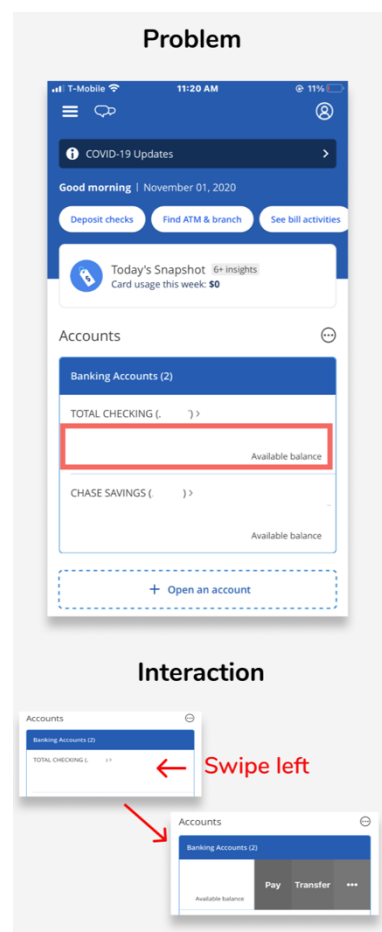 Problem
T-Mobile 11:20 AM 11%
COVID-19 Updates
Good morning | November 01, 2020
Deposit checks Find ATM & branch See bill activities
Today's Snapshot 6+ insights
Card usage this week: $0
Accounts
Banking Accounts (2)
TOTAL CHECKING (. )
Available balance
CHASE SAVINGS ( )
Available balance
+ Open an account
Interaction
Accounts
Banking Accounts (2)
TOTAL CHECKING (. )
Swipe left
Accounts
Banking Accounts (2)
Pay Transfer •••
Available balance